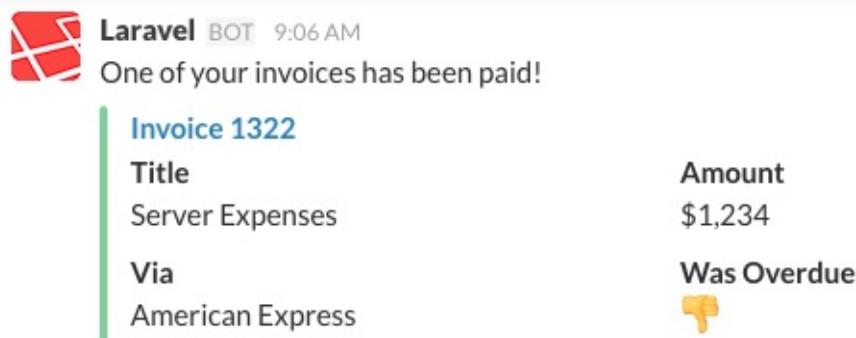 Laravel BOT 9:06 AM
One of your invoices has been paid!
Invoice 1322
Title Amount
Server Expenses $1,234
Via Was Overdue
American Express 👎